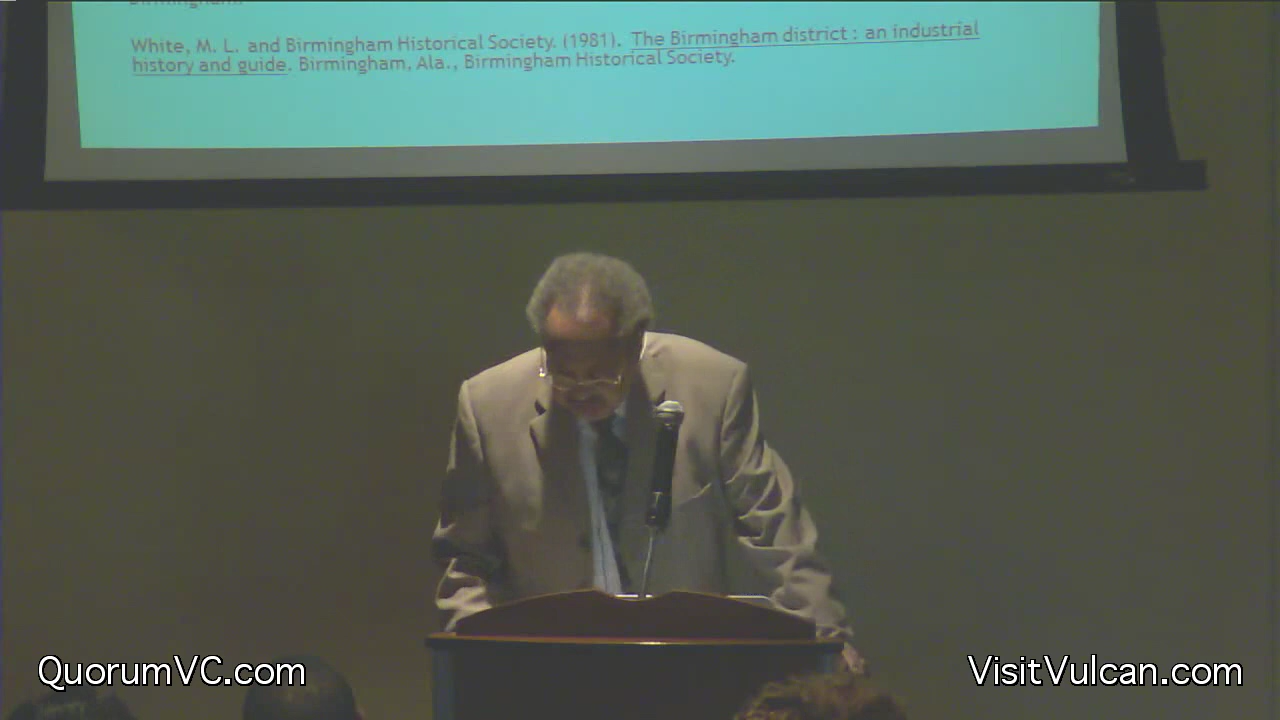 Birmingham.
White, M. L. and Birmingham Historical Society. (1981). The Birmingham district : an industrial
history and guide. Birmingham, Ala., Birmingham Historical Society.
QuorumVC.com
VisitVulcan.com